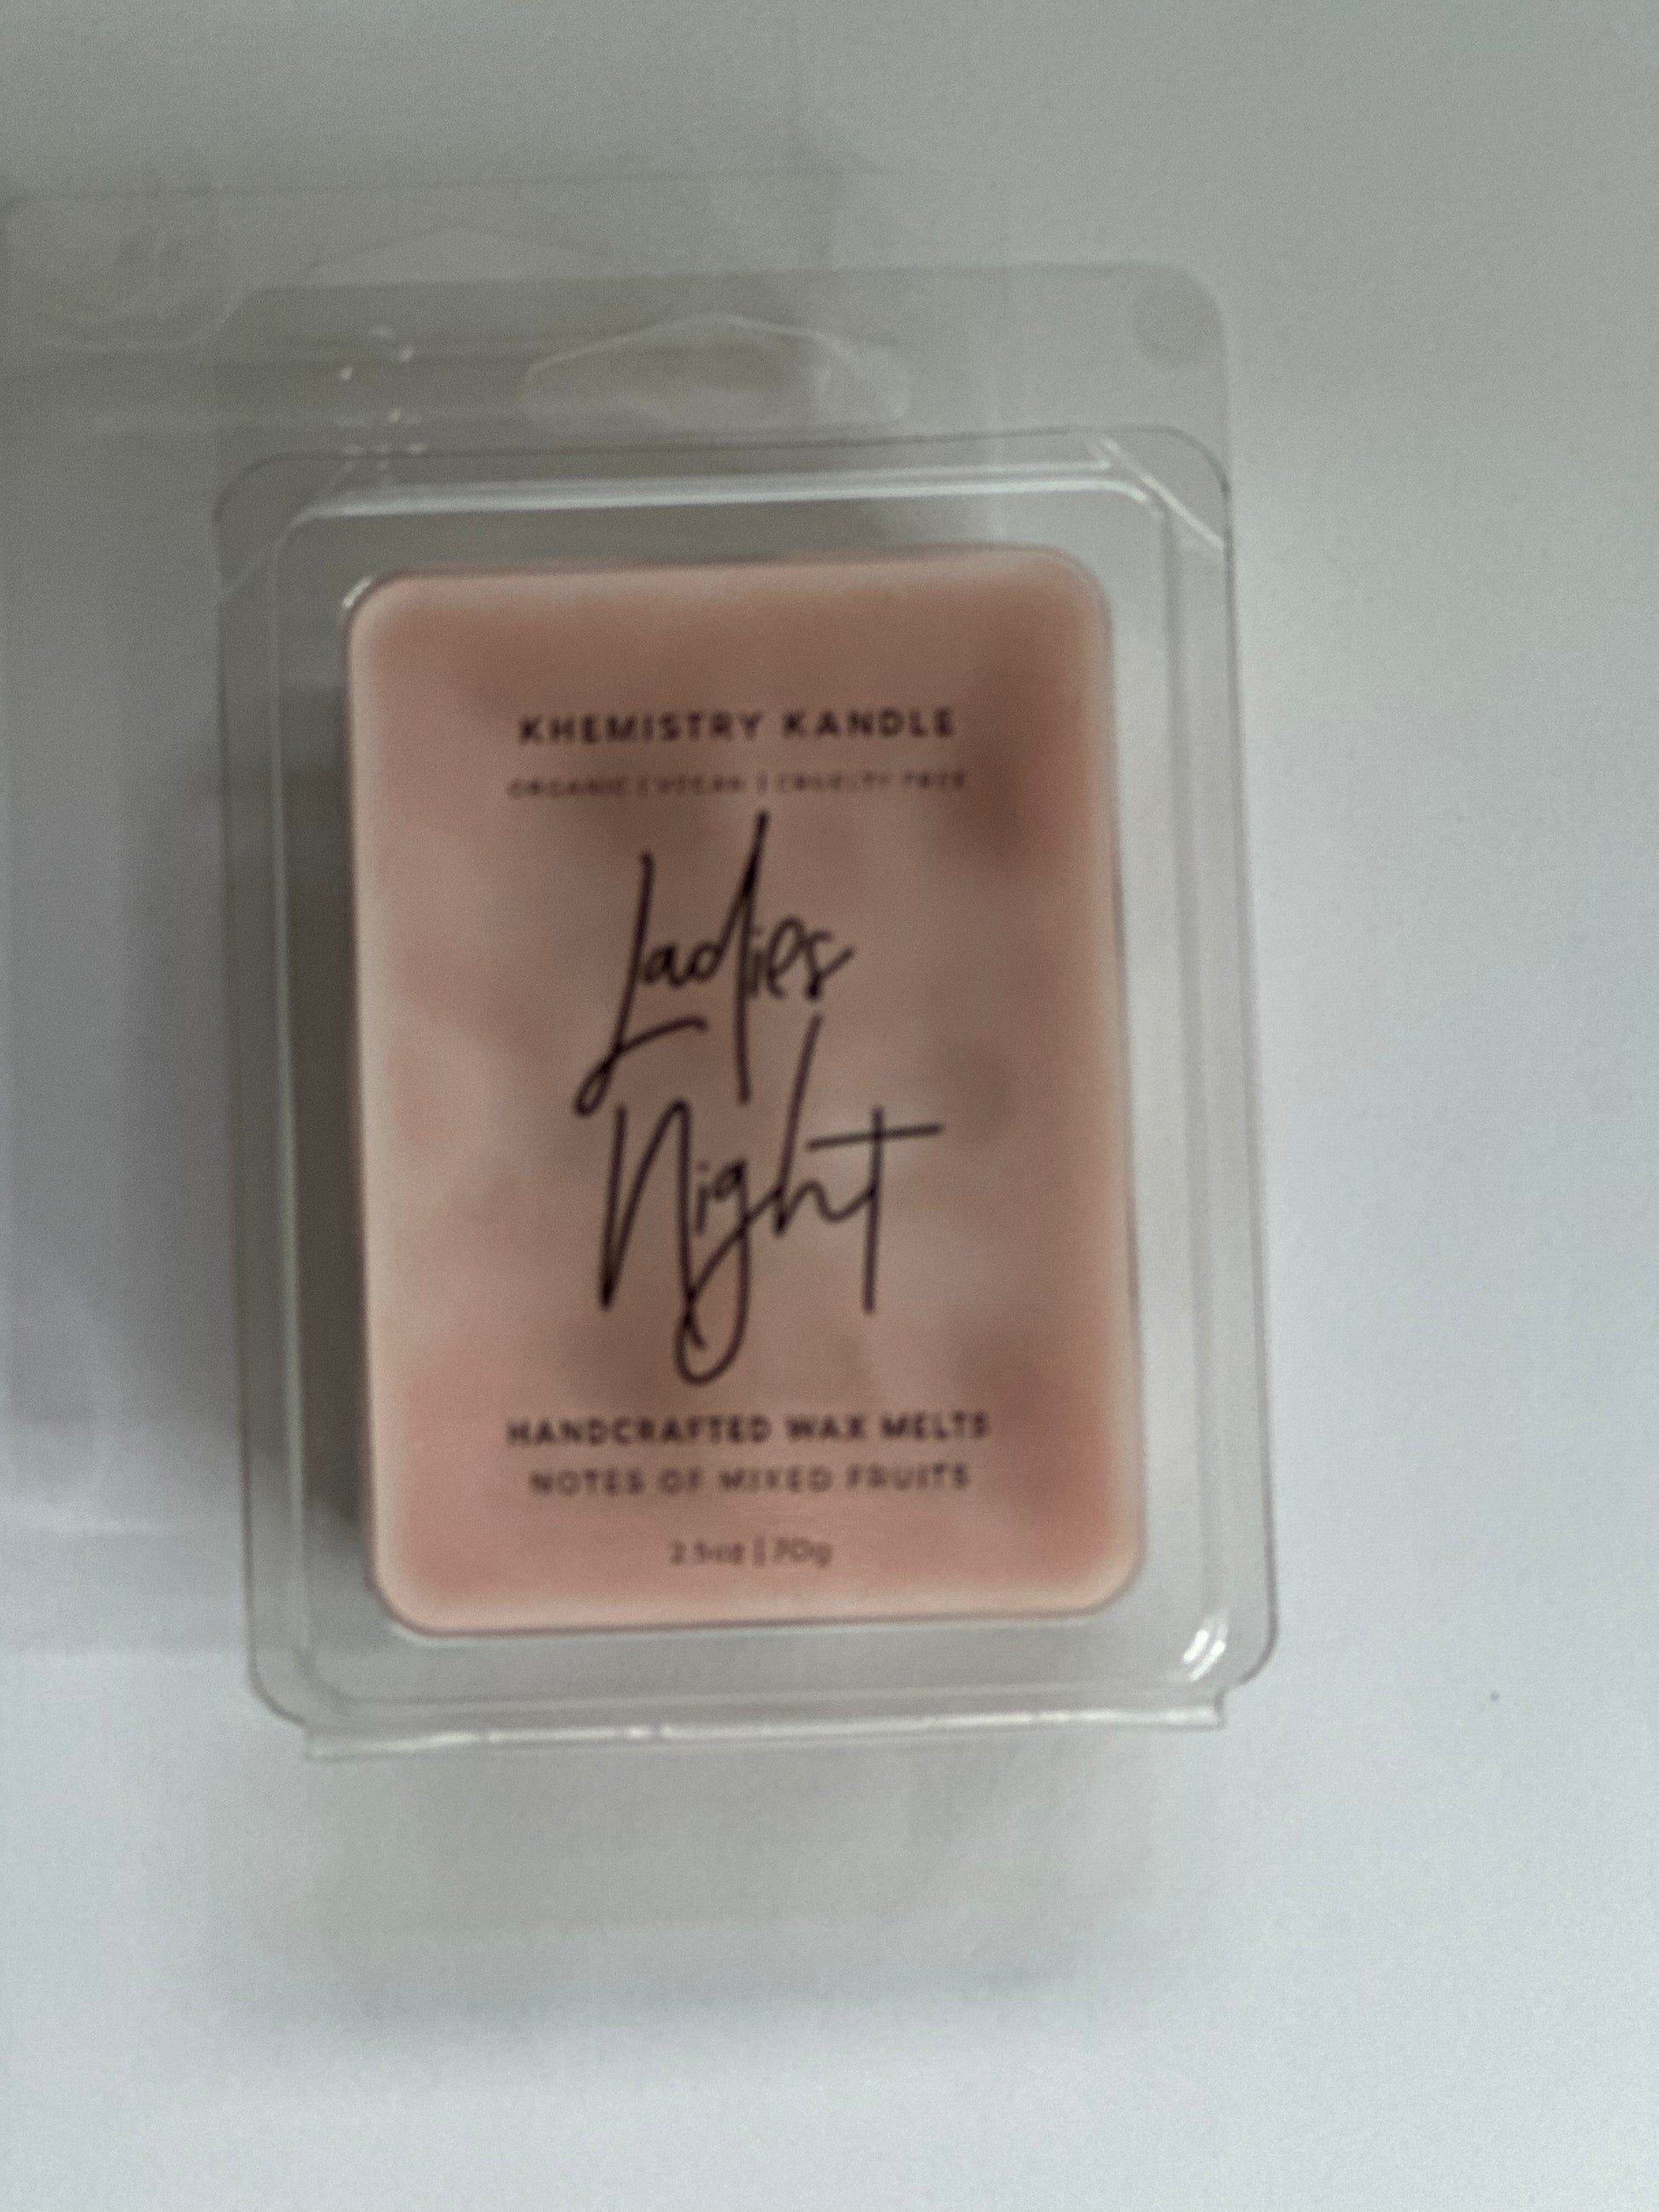 KHEMISTRY KANDLE
ORGANIC | VEGAN | CRUELTY FREE
Ladies
Night
HANDCRAFTED WAX MELTS
NOTES OF MIXED FRUITS
2.5oz | 70g